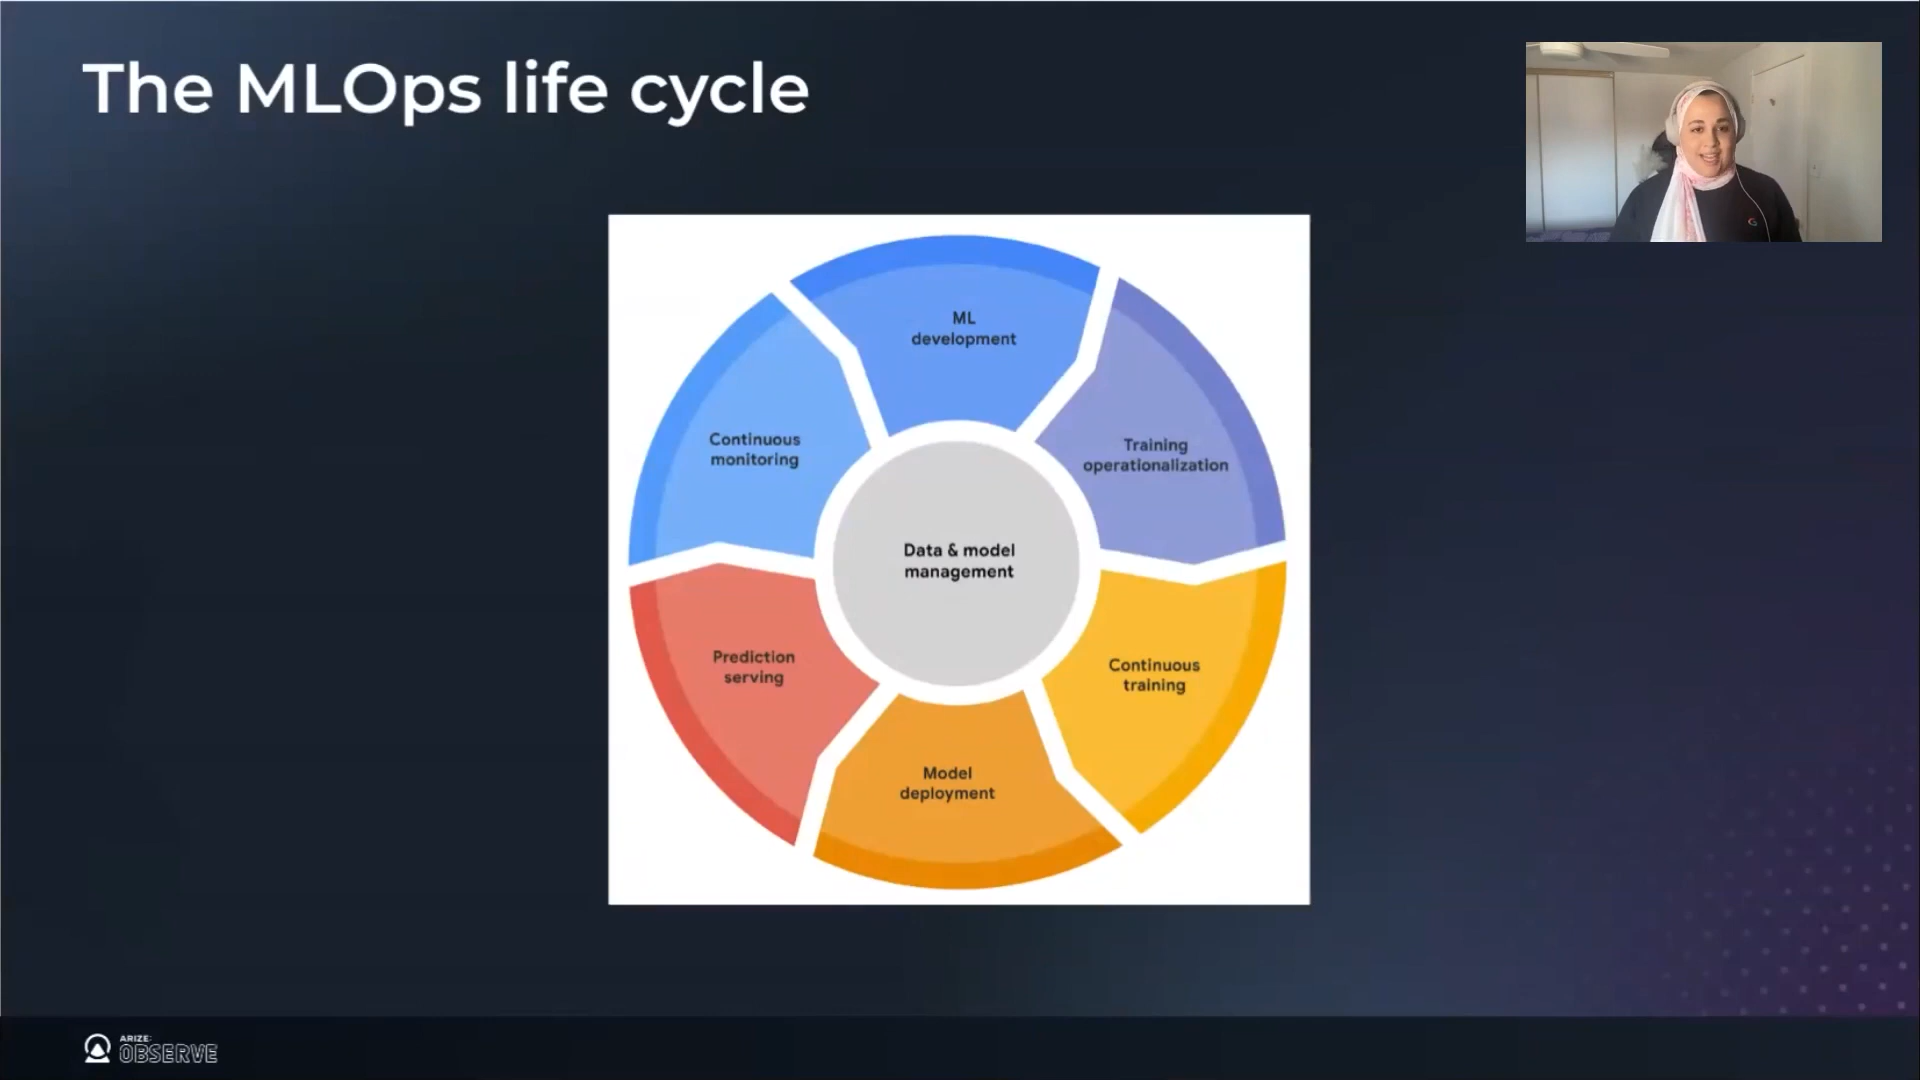 The MLOps life cycle
ML
development
Training
operationalization
Continuous
training
Model
deployment
Prediction
serving
Continuous
monitoring
Data & model
management
ARIZE:
OBSERVE